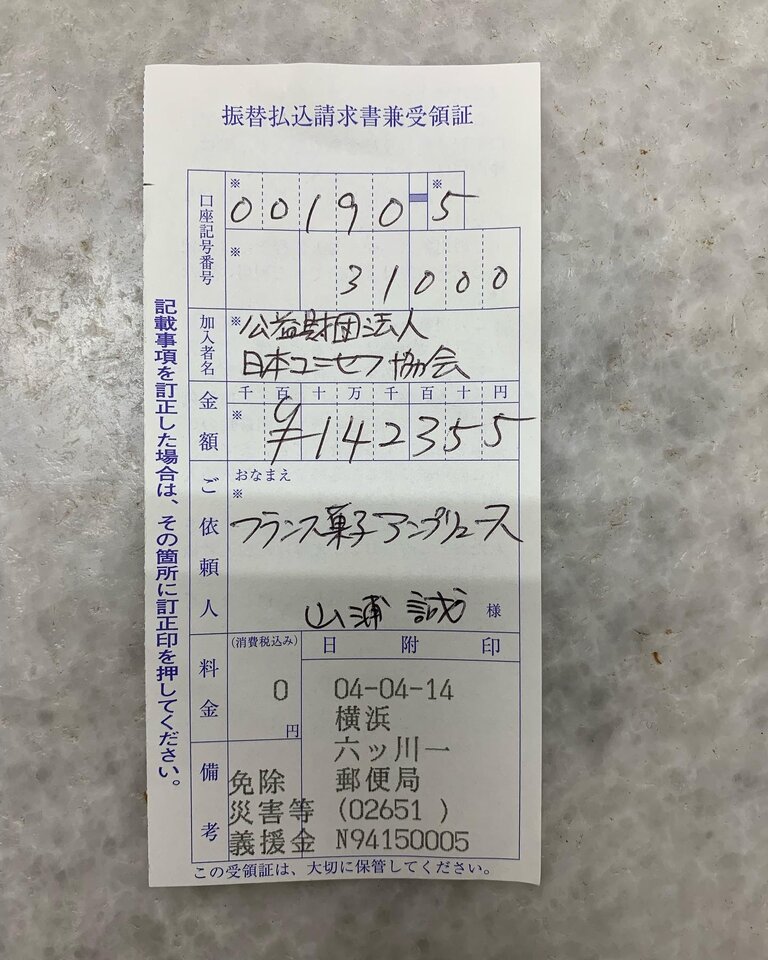 振替払込請求書兼受領証
口座記号番号
※ ※
00190-5
※
31000
加入者名
※公益財団法人
日本ユニセフ協会
金額
千百十万千百十円
※
¥142355
ご依頼人
おなまえ
※
フランス菓子アンプリュース
山浦 誠 様
料金
(消費税込み)
0
円
日附印
04-04-14
横浜
六ッ川一
郵便局
(02651 )
N94150005
備考
免除
災害等
義援金
この受領証は、大切に保管してください。
記載事項を訂正した場合は、その箇所に訂正印を押してください。